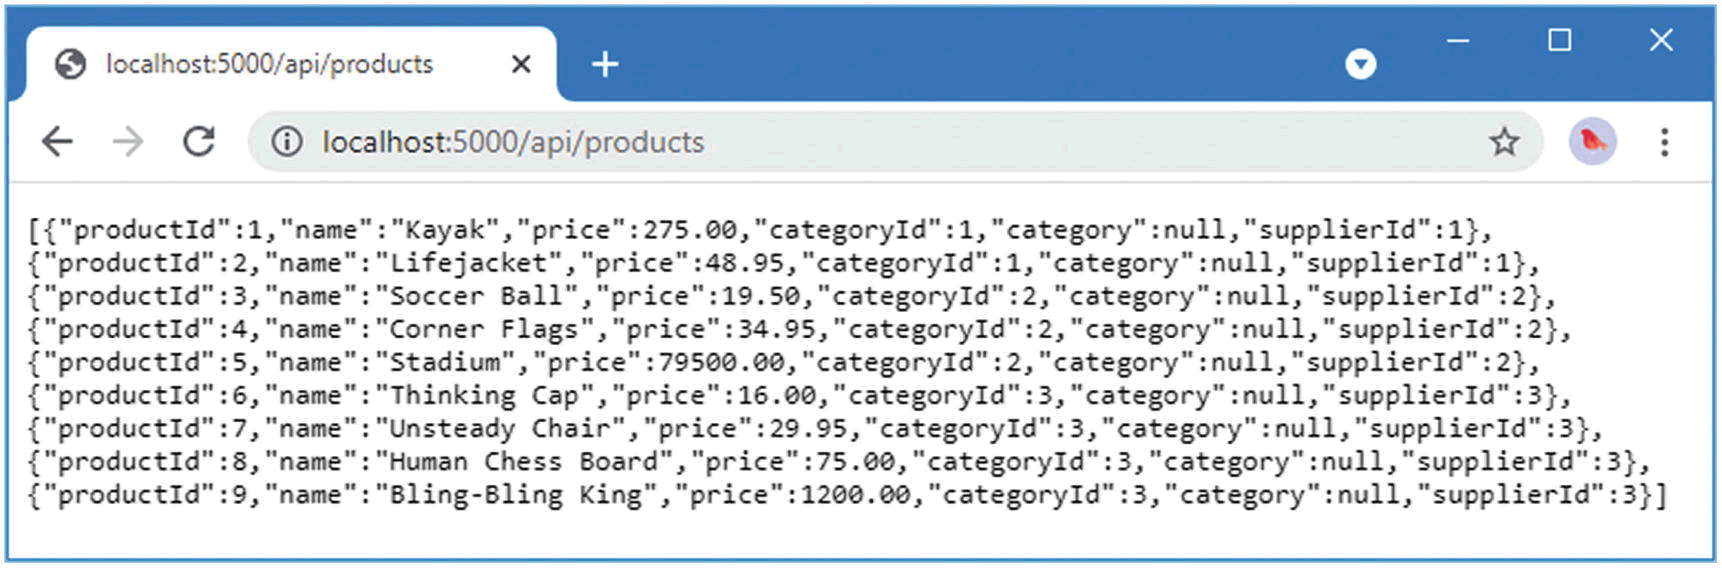 localhost:5000/api/products
localhost:5000/api/products
[{"productId":1,"name":"Kayak","price":275.00,"categoryId":1,"category":null,"supplierId":1},
{"productId":2,"name":"Lifejacket","price":48.95,"categoryId":1,"category":null,"supplierId":1},
{"productId":3,"name":"Soccer Ball","price":19.50,"categoryId":2,"category":null,"supplierId":2},
{"productId":4,"name":"Corner Flags","price":34.95,"categoryId":2,"category":null,"supplierId":2},
{"productId":5,"name":"Stadium","price":79500.00,"categoryId":2,"category":null,"supplierId":2},
{"productId":6,"name":"Thinking Cap","price":16.00,"categoryId":3,"category":null,"supplierId":3},
{"productId":7,"name":"Unsteady Chair","price":29.95,"categoryId":3,"category":null,"supplierId":3},
{"productId":8,"name":"Human Chess Board","price":75.00,"categoryId":3,"category":null,"supplierId":3},
{"productId":9,"name":"Bling-Bling King","price":1200.00,"categoryId":3,"category":null,"supplierId":3}]